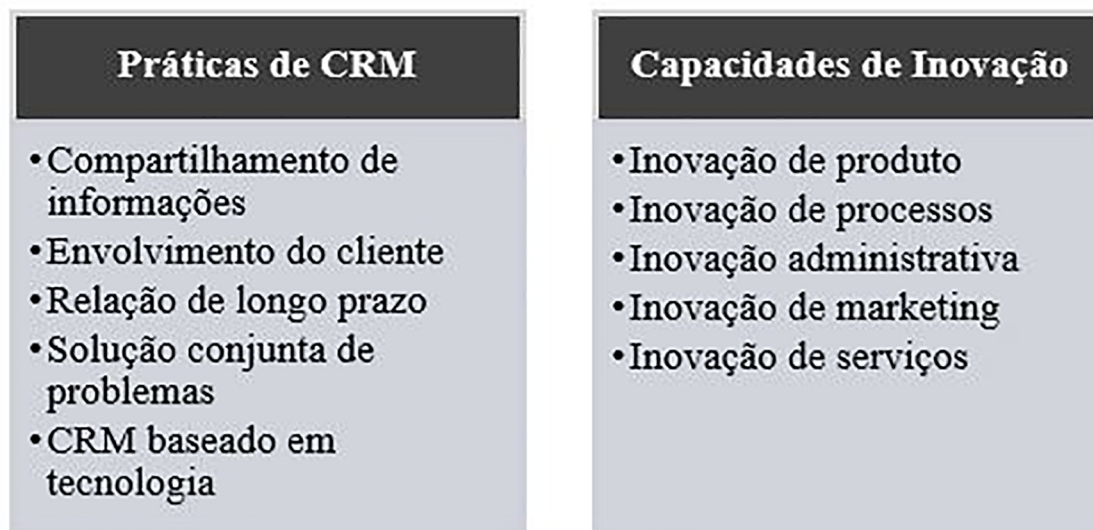 Práticas de CRM
•Compartilhamento de
informações
•Envolvimento do cliente
•Relação de longo prazo
•Solução conjunta de
problemas
•CRM baseado em
tecnologia
Capacidades de Inovação
•Inovação de produto
•Inovação de processos
•Inovação administrativa
•Inovação de marketing
•Inovação de serviços